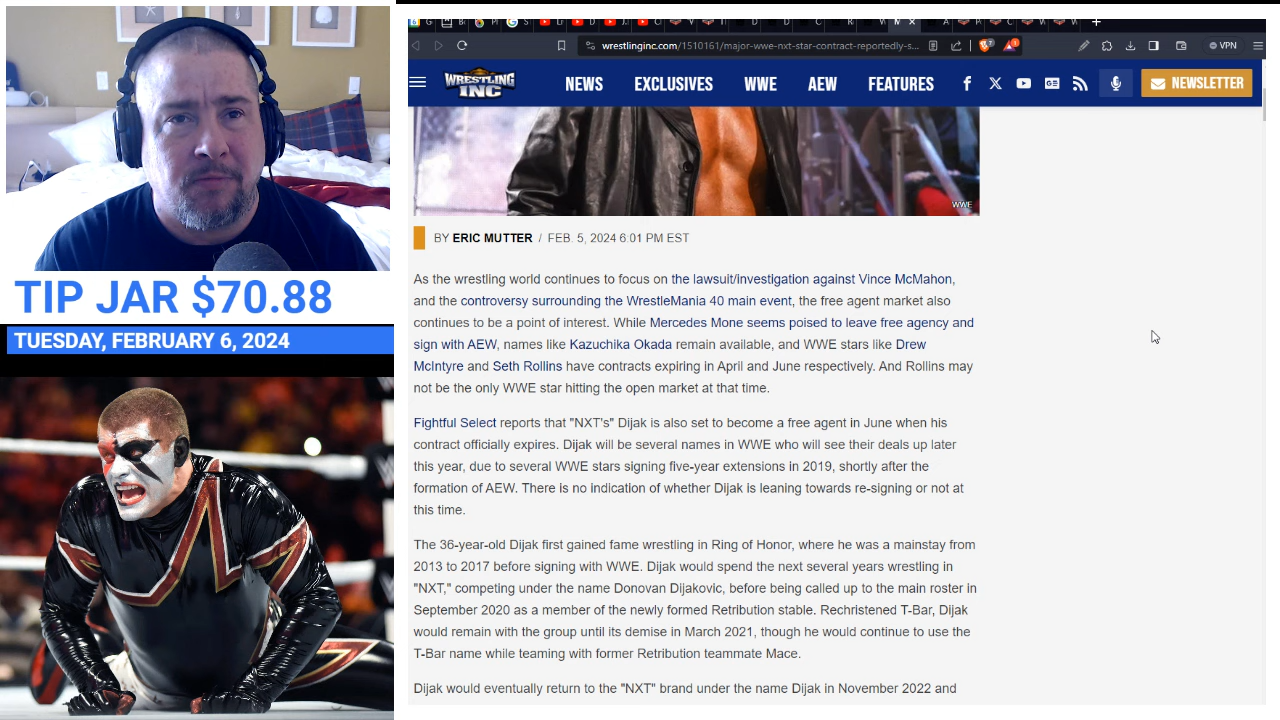 wrestlinginc.com/1510161/major-wwe-nxt-star-contract-reportedly-s...
VPN
WRESTLING
INC
NEWS
EXCLUSIVES
WWE
AEW
FEATURES
NEWSLETTER
WWE
BY ERIC MUTTER / FEB. 5, 2024 6:01 PM EST
As the wrestling world continues to focus on the lawsuit/investigation against Vince McMahon,
and the controversy surrounding the WrestleMania 40 main event, the free agent market also
continues to be a point of interest. While Mercedes Mone seems poised to leave free agency and
sign with AEW, names like Kazuchika Okada remain available, and WWE stars like Drew
McIntyre and Seth Rollins have contracts expiring in April and June respectively. And Rollins may
not be the only WWE star hitting the open market at that time.
Fightful Select reports that "NXT's" Dijak is also set to become a free agent in June when his
contract officially expires. Dijak will be several names in WWE who will see their deals up later
this year, due to several WWE stars signing five-year extensions in 2019, shortly after the
formation of AEW. There is no indication of whether Dijak is leaning towards re-signing or not at
this time.
The 36-year-old Dijak first gained fame wrestling in Ring of Honor, where he was a mainstay from
2013 to 2017 before signing with WWE. Dijak would spend the next several years wrestling in
"NXT," competing under the name Donovan Dijakovic, before being called up to the main roster in
September 2020 as a member of the newly formed Retribution stable. Rechristened T-Bar, Dijak
would remain with the group until its demise in March 2021, though he would continue to use the
T-Bar name while teaming with former Retribution teammate Mace.
Dijak would eventually return to the "NXT" brand under the name Dijak in November 2022 and
TIP JAR $70.88
TUESDAY, FEBRUARY 6, 2024